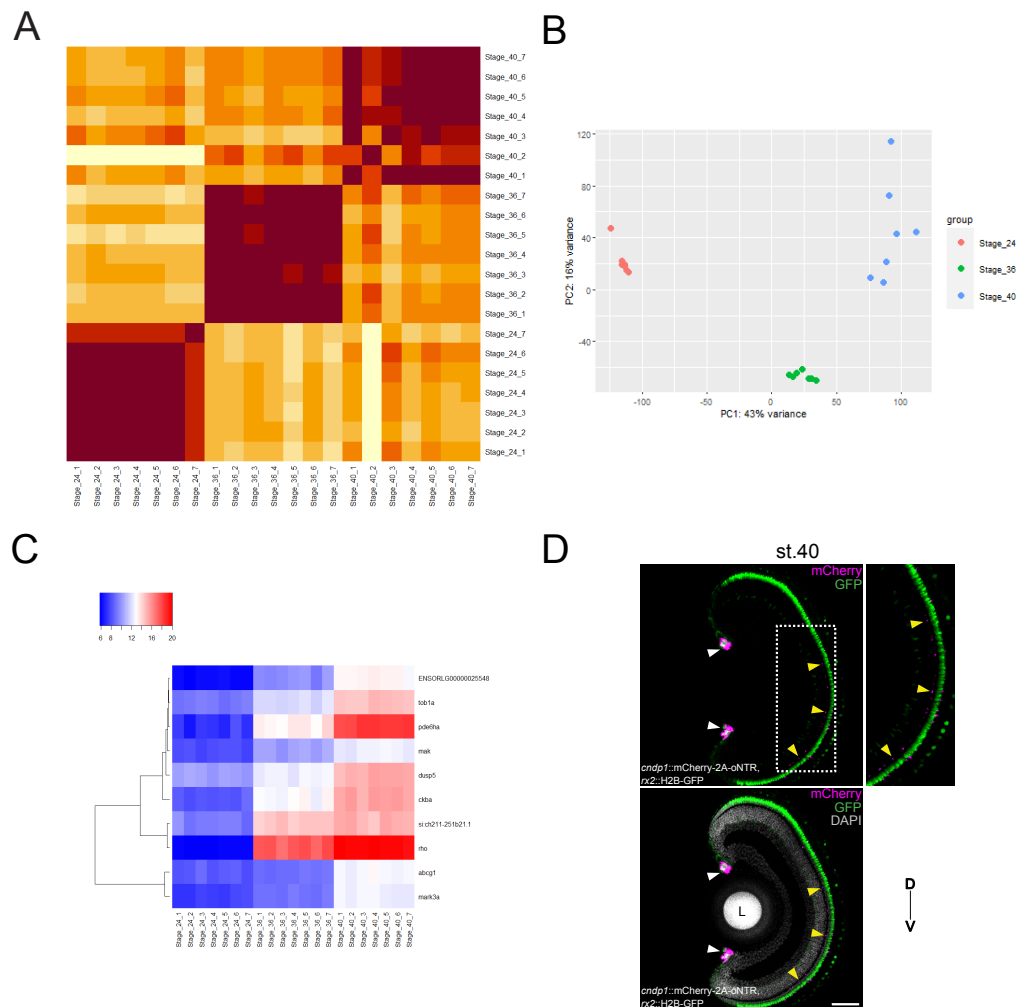 A
Stage_40_7
Stage_40_6
Stage_40_5
Stage_40_4
Stage_40_3
Stage_40_2
Stage_40_1
Stage_36_7
Stage_36_6
Stage_36_5
Stage_36_4
Stage_36_3
Stage_36_2
Stage_36_1
Stage_24_7
Stage_24_6
Stage_24_5
Stage_24_4
Stage_24_3
Stage_24_2
Stage_24_1
Stage_24_1
Stage_24_2
Stage_24_3
Stage_24_4
Stage_24_5
Stage_24_6
Stage_24_7
Stage_36_1
Stage_36_2
Stage_36_3
Stage_36_4
Stage_36_5
Stage_36_6
Stage_36_7
Stage_40_1
Stage_40_2
Stage_40_3
Stage_40_4
Stage_40_5
Stage_40_6
Stage_40_7
B
PC2: 16% variance
120
80
40
0
-40
-100
-50
0
50
100
PC1: 43% variance
group
Stage_24
Stage_36
Stage_40
C
6 8 12 16 20
ENSORLG00000025548
tob1a
pde6ha
mak
dusp5
ckba
si:ch211-251b21.1
rho
abcg1
mark3a
Stage_24_1
Stage_24_2
Stage_24_3
Stage_24_4
Stage_24_5
Stage_24_6
Stage_24_7
Stage_36_1
Stage_36_2
Stage_36_3
Stage_36_4
Stage_36_5
Stage_36_6
Stage_36_7
Stage_40_1
Stage_40_2
Stage_40_3
Stage_40_4
Stage_40_5
Stage_40_6
Stage_40_7
D
st.40
mCherry
GFP
cndp1::mCherry-2A-oNTR,
rx2::H2B-GFP
mCherry
GFP
DAPI
L
cndp1::mCherry-2A-oNTR,
rx2::H2B-GFP
D
V